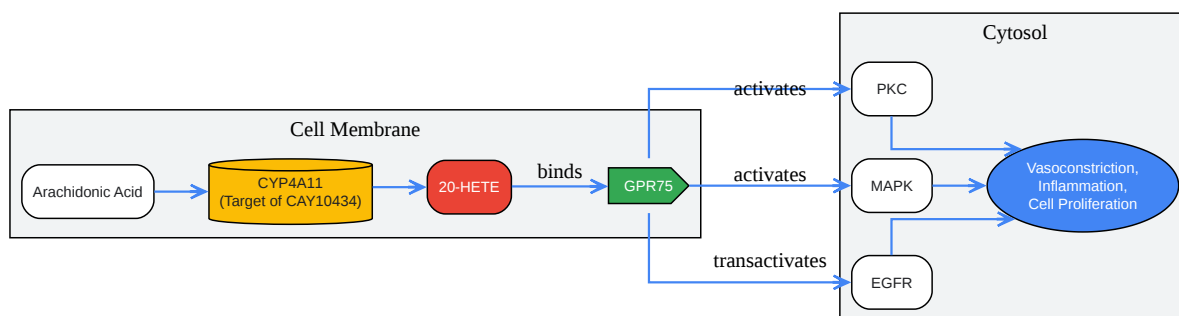 Cytosol
activates
PKC
Cell Membrane
Arachidonic Acid
CYP4A11
(Target of CAY10434)
20-HETE
binds
GPR75
activates
MAPK
Vasoconstriction,
Inflammation,
Cell Proliferation
transactivates
EGFR